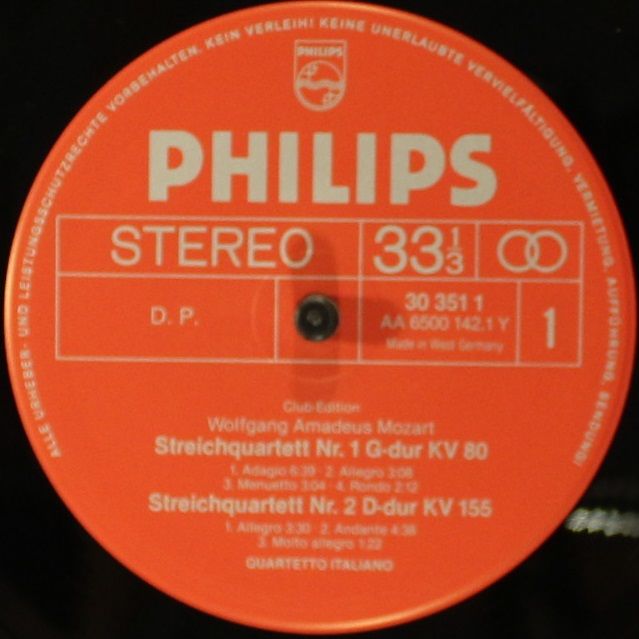 ALLE URHEBER- UND LEISTUNGSSCHUTZRECHTE VORBEHALTEN. KEIN VERLEIH! KEINE UNERLAUBTE VERVIELFÄLTIGUNG, VERMIETUNG, AUFFÜHRUNG, SENDUNG!
PHILIPS
PHILIPS
STEREO
33 1/3
D. P.
30 351 1
AA 6500 142.1 Y
Made in West Germany
1
Club-Edition
Wolfgang Amadeus Mozart
Streichquartett Nr. 1 G-dur KV 80
1. Adagio 6:39 · 2. Allegro 3:08
3. Menuetto 3:04 · 4. Rondo 2:12
Streichquartett Nr. 2 D-dur KV 155
1. Allegro 3:30 · 2. Andante 4:38
3. Molto allegro 1:22
QUARTETTO ITALIANO